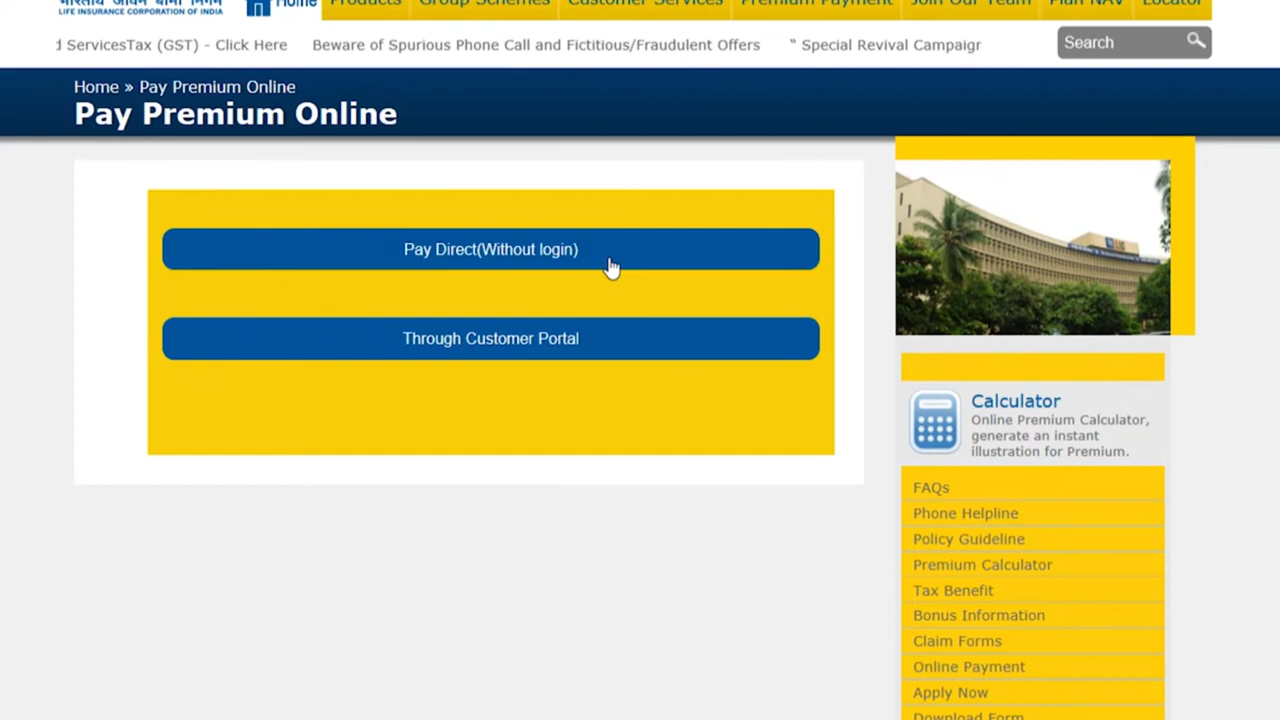 भारतीय जीवन बीमा निगम
LIFE INSURANCE CORPORATION OF INDIA
Home Products Group Schemes Customer Services Premium Payment Join Our Team Plan NAV Locator
d ServicesTax (GST) - Click Here Beware of Spurious Phone Call and Fictitious/Fraudulent Offers “ Special Revival Campaigr
Search
Home » Pay Premium Online
Pay Premium Online
Pay Direct(Without login)
Through Customer Portal
Calculator
Online Premium Calculator,
generate an instant
illustration for Premium.
FAQs
Phone Helpline
Policy Guideline
Premium Calculator
Tax Benefit
Bonus Information
Claim Forms
Online Payment
Apply Now
Download Form